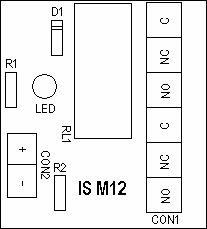 D1
C
R1
NC
LED
NO
RL1
C
+
CON2
-
R2
NC
IS M12
NO
CON1